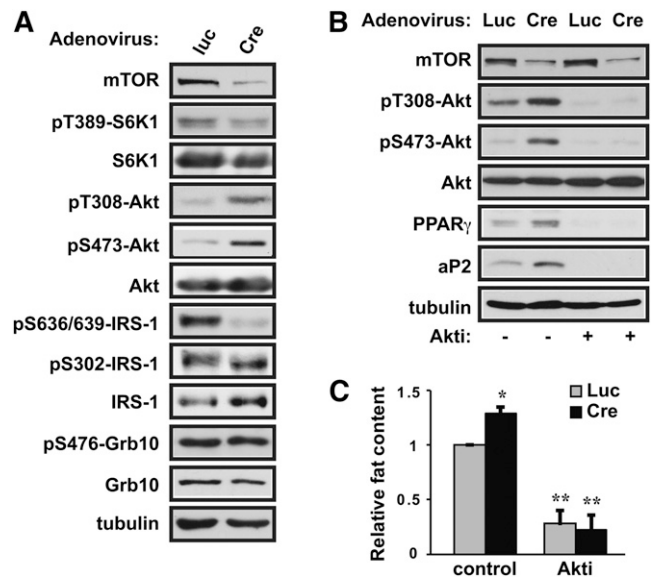 A
Adenovirus: luc Cre
mTOR
pT389-S6K1
S6K1
pT308-Akt
pS473-Akt
Akt
pS636/639-IRS-1
pS302-IRS-1
IRS-1
pS476-Grb10
Grb10
tubulin
B
Adenovirus: Luc Cre Luc Cre
mTOR
pT308-Akt
pS473-Akt
Akt
PPARγ
aP2
tubulin
Akti: - - + +
C
Relative fat content
1.5
1
0.5
0
Luc
Cre
*
** **
control Akti